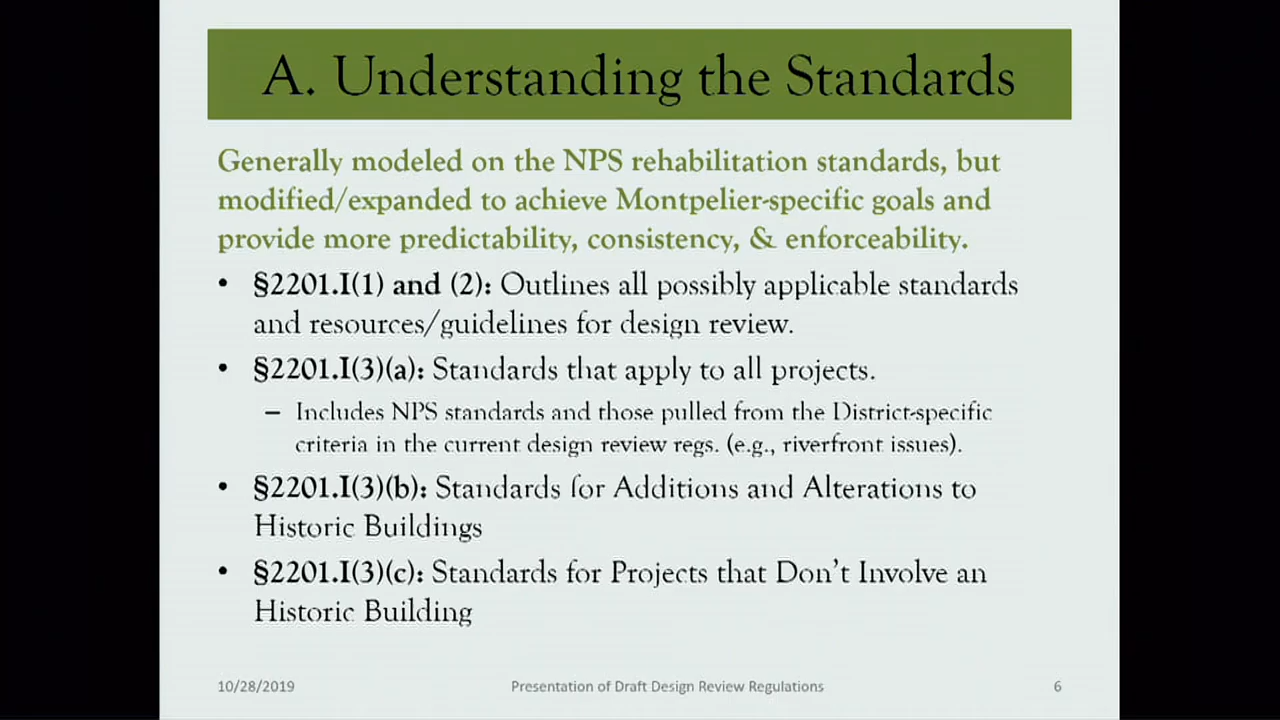 A. Understanding the Standards
Generally modeled on the NPS rehabilitation standards, but
modified/expanded to achieve Montpelier-specific goals and
provide more predictability, consistency, & enforceability.
• §2201.I(1) and (2): Outlines all possibly applicable standards
and resources/guidelines for design review.
• §2201.I(3)(a): Standards that apply to all projects.
– Includes NPS standards and those pulled from the District-specific
criteria in the current design review regs. (e.g., riverfront issues).
• §2201.I(3)(b): Standards for Additions and Alterations to
Historic Buildings
• §2201.I(3)(c): Standards for Projects that Don't Involve an
Historic Building
10/28/2019 Presentation of Draft Design Review Regulations 6